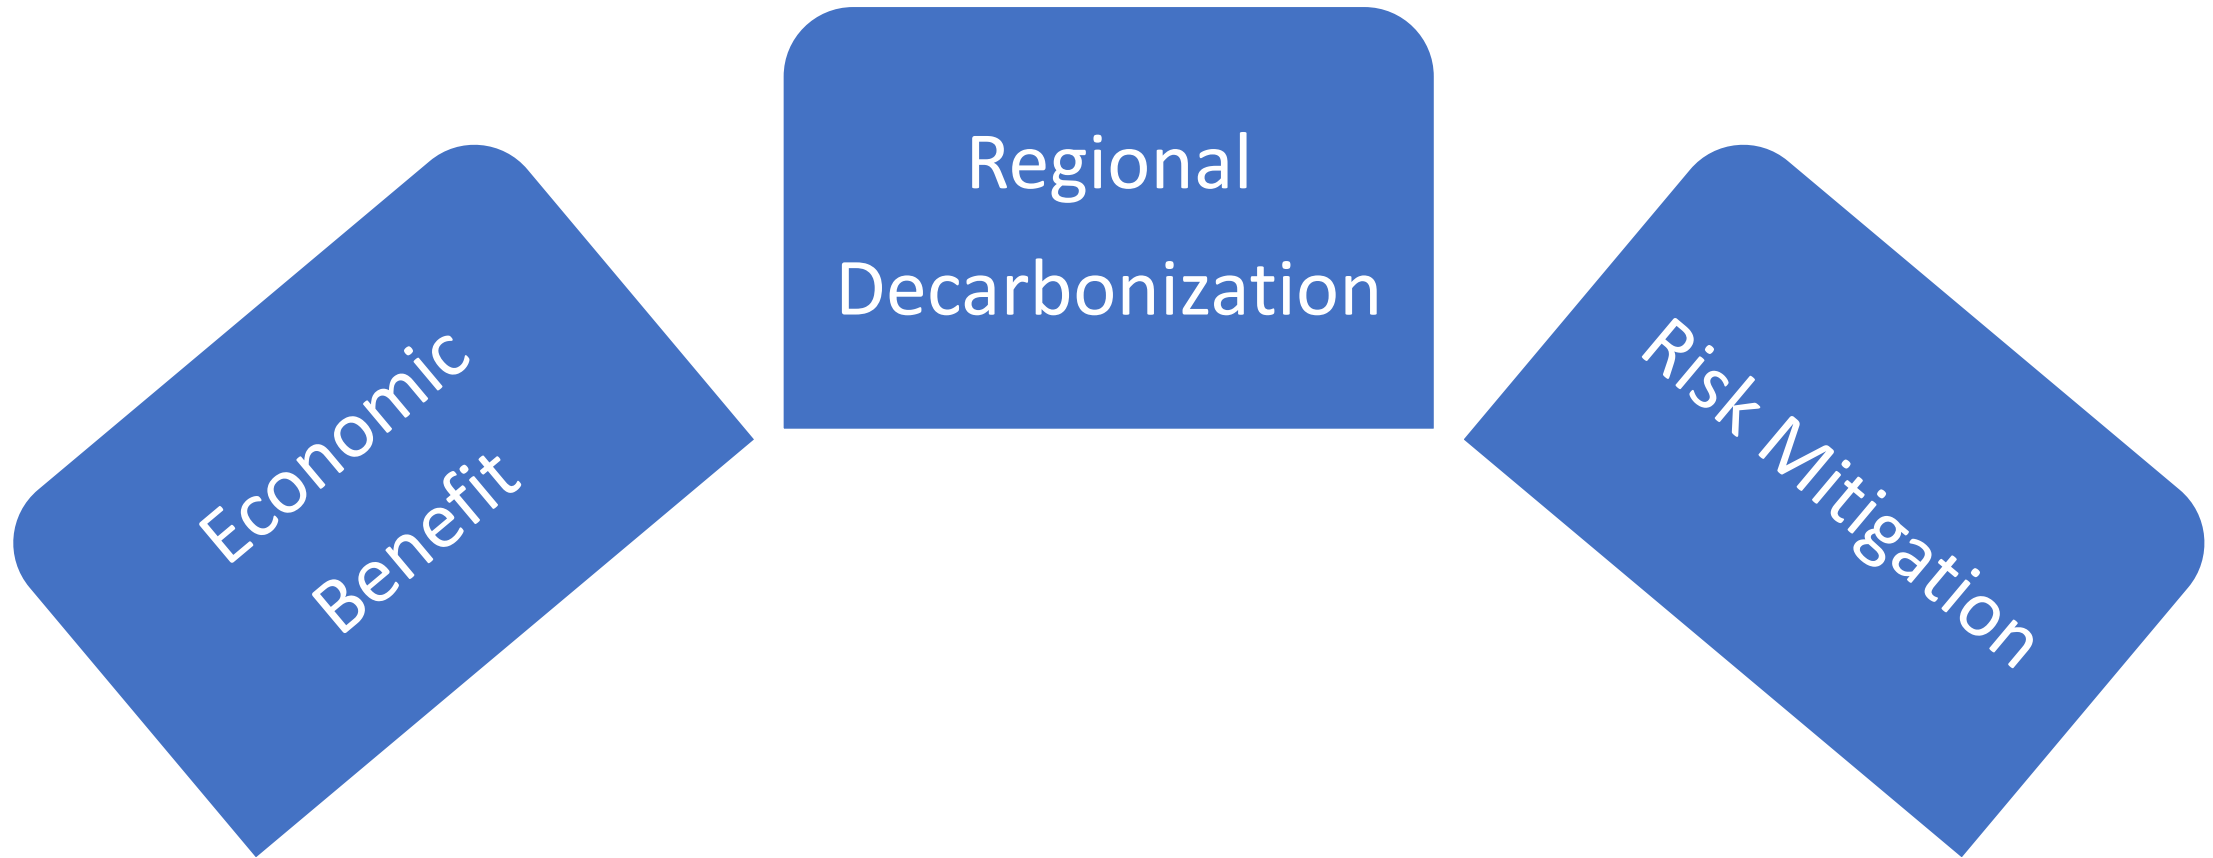 Economic
Benefit
Regional
Decarbonization
Risk Mitigation